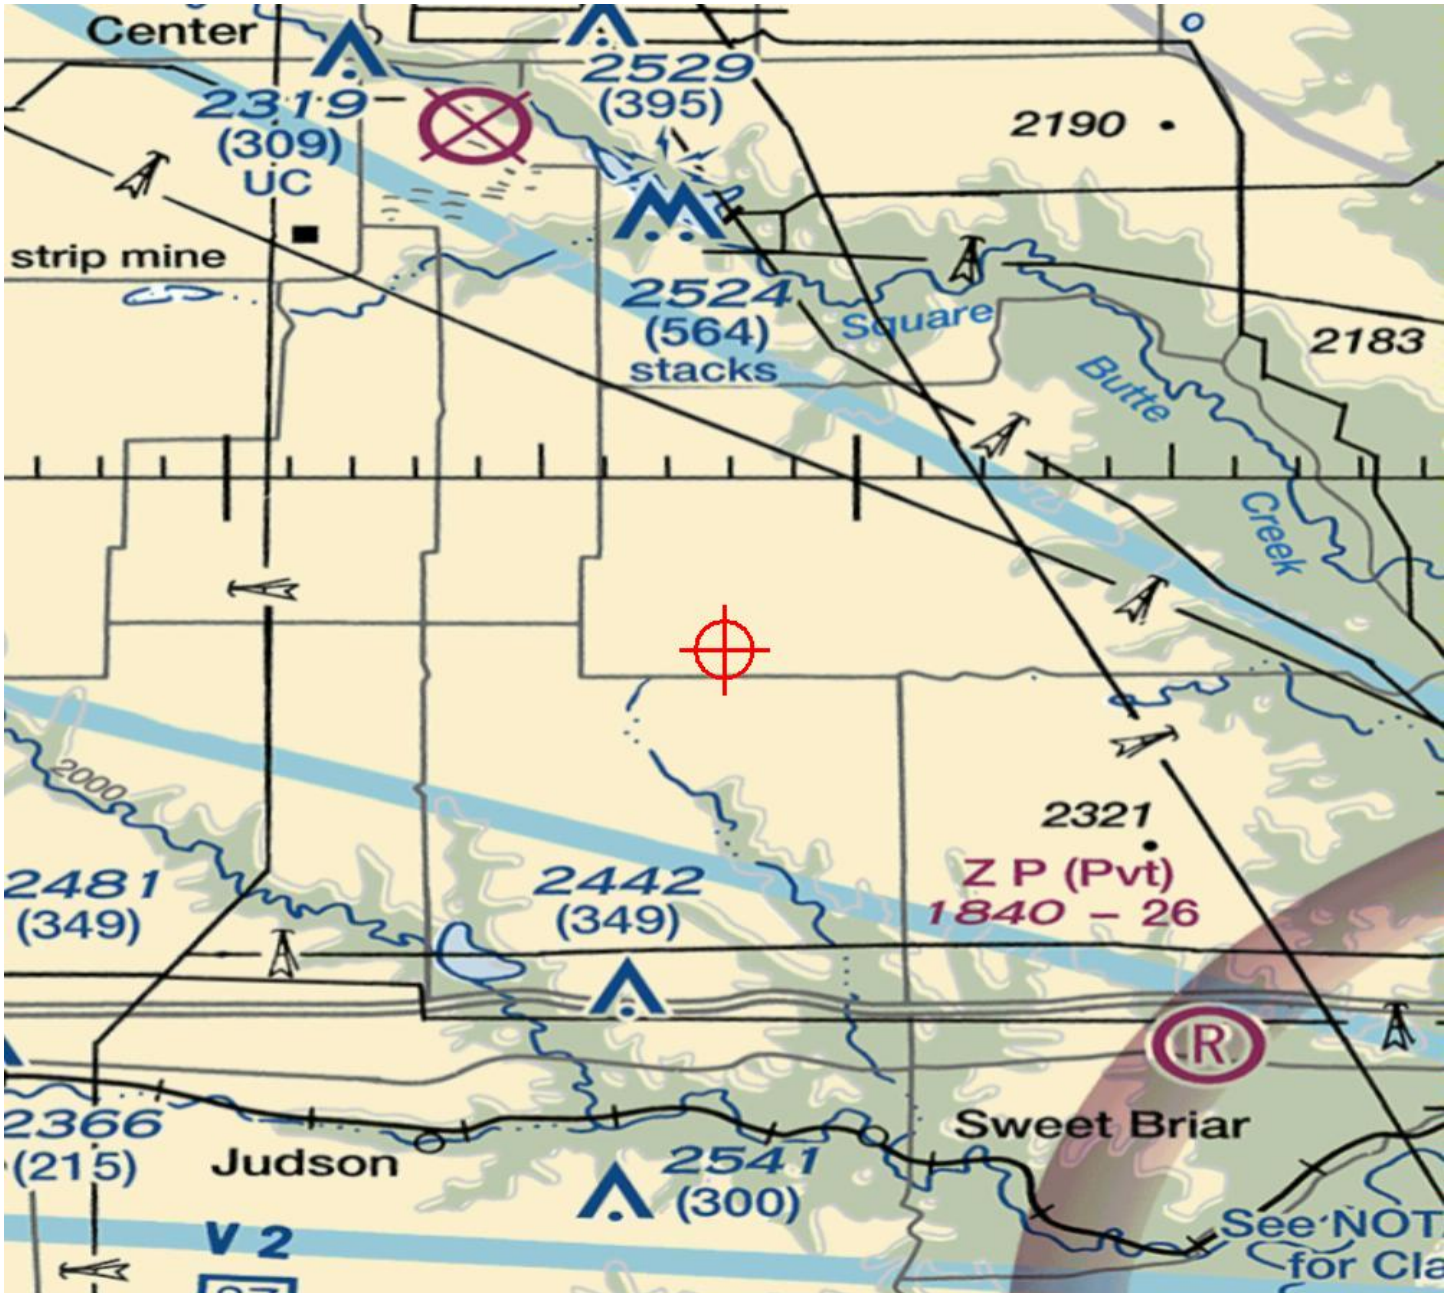 Center
2529
(395)
2319
(309)
UC
2190
strip mine
2524
(564)
stacks
Square
2183
Butte
Creek
2000
2321
Z P (Pvt)
1840 - 26
2481
(349)
2442
(349)
R
2366
(215)
Judson
Sweet Briar
2541
(300)
V 2
See NOT
for Cla